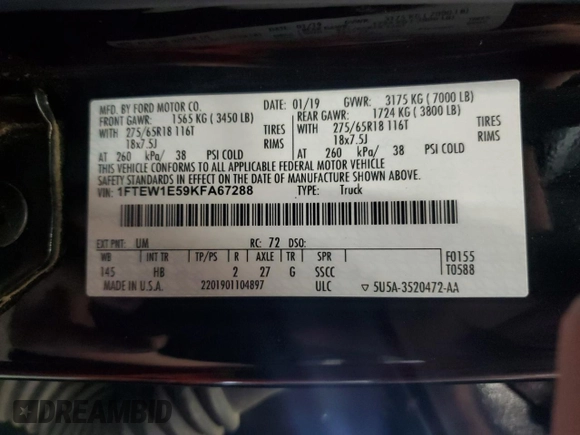 MFD. BY FORD MOTOR CO.
DATE: 01/19 GVWR: 3175 KG ( 7000 LB)
FRONT GAWR: 1565 KG ( 3450 LB)
REAR GAWR: 1724 KG ( 3800 LB)
WITH 275/65R18 116T TIRES
WITH 275/65R18 116T TIRES
18x7.5J RIMS
18x7.5J RIMS
AT 260 kPa/ 38 PSI COLD
AT 260 kPa/ 38 PSI COLD
THIS VEHICLE CONFORMS TO ALL APPLICABLE FEDERAL MOTOR VEHICLE
SAFETY STANDARDS IN EFFECT ON THE DATE OF MANUFACTURE SHOWN ABOVE.
VIN: 1FTEW1E59KFA67288 TYPE: Truck
EXT PNT: UM RC: 72 DSO:
WB INT TR TP/PS R AXLE TR SPR
145 HB 2 27 G SSCC
F0155
T0588
MADE IN U.S.A. 2201901104897 ULC ▽ 5U5A-3520472-AA
DREAMBID